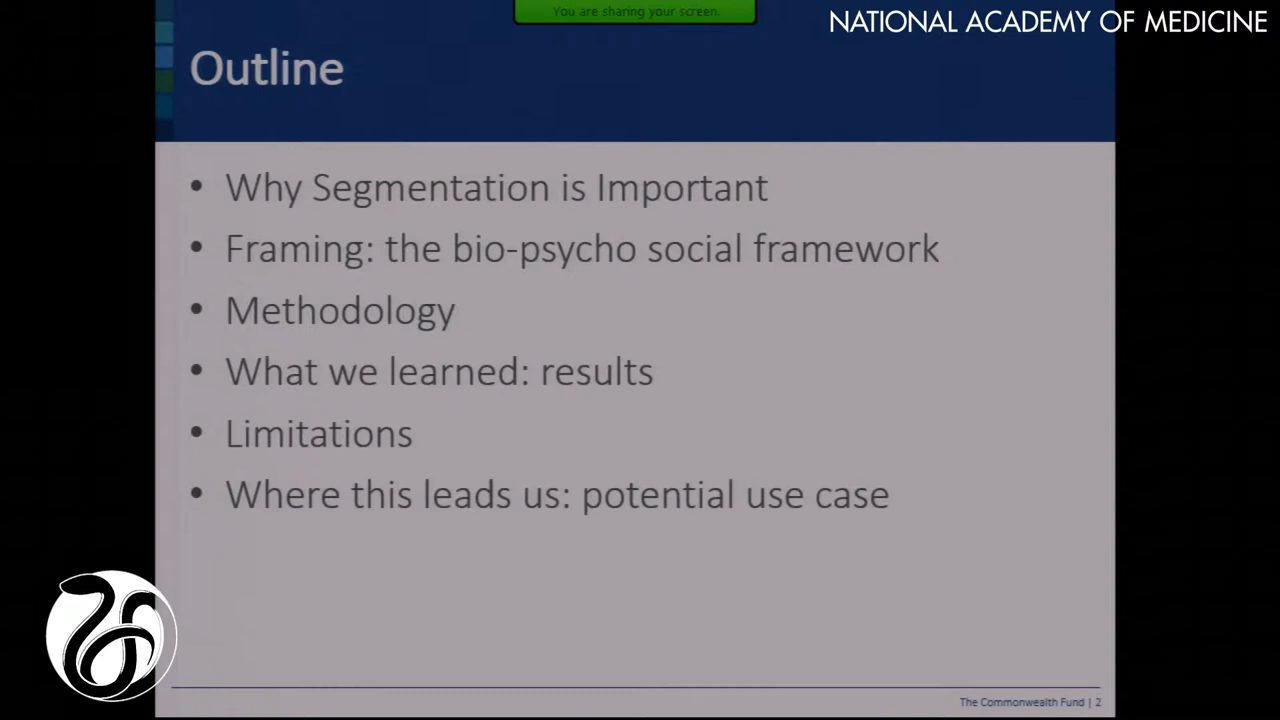 You are sharing your screen.
NATIONAL ACADEMY OF MEDICINE
Outline
• Why Segmentation is Important
• Framing: the bio-psycho social framework
• Methodology
• What we learned: results
• Limitations
• Where this leads us: potential use case
The Commonwealth Fund | 2